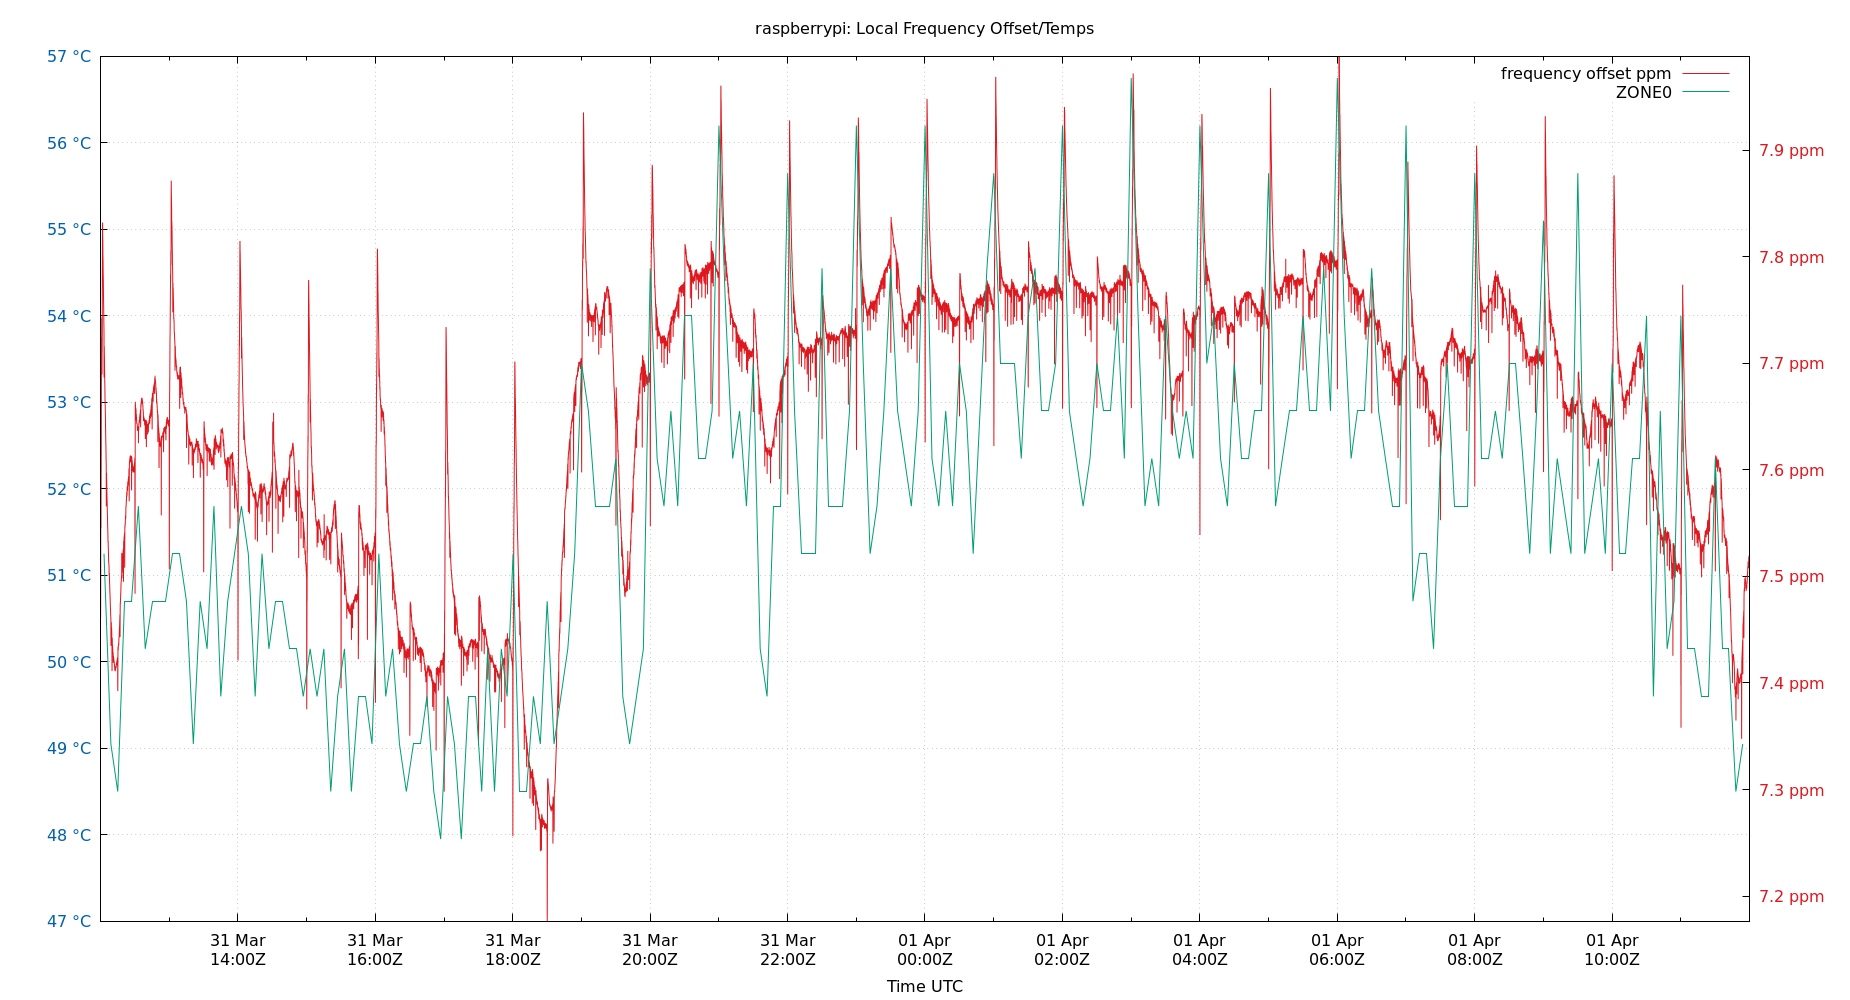 raspberrypi: Local Frequency Offset/Temps
frequency offset ppm
ZONE0
57 °C
56 °C
55 °C
54 °C
53 °C
52 °C
51 °C
50 °C
49 °C
48 °C
47 °C
7.9 ppm
7.8 ppm
7.7 ppm
7.6 ppm
7.5 ppm
7.4 ppm
7.3 ppm
7.2 ppm
31 Mar 31 Mar 31 Mar 31 Mar 31 Mar 01 Apr 01 Apr 01 Apr 01 Apr 01 Apr 01 Apr
14:00Z 16:00Z 18:00Z 20:00Z 22:00Z 00:00Z 02:00Z 04:00Z 06:00Z 08:00Z 10:00Z
Time UTC